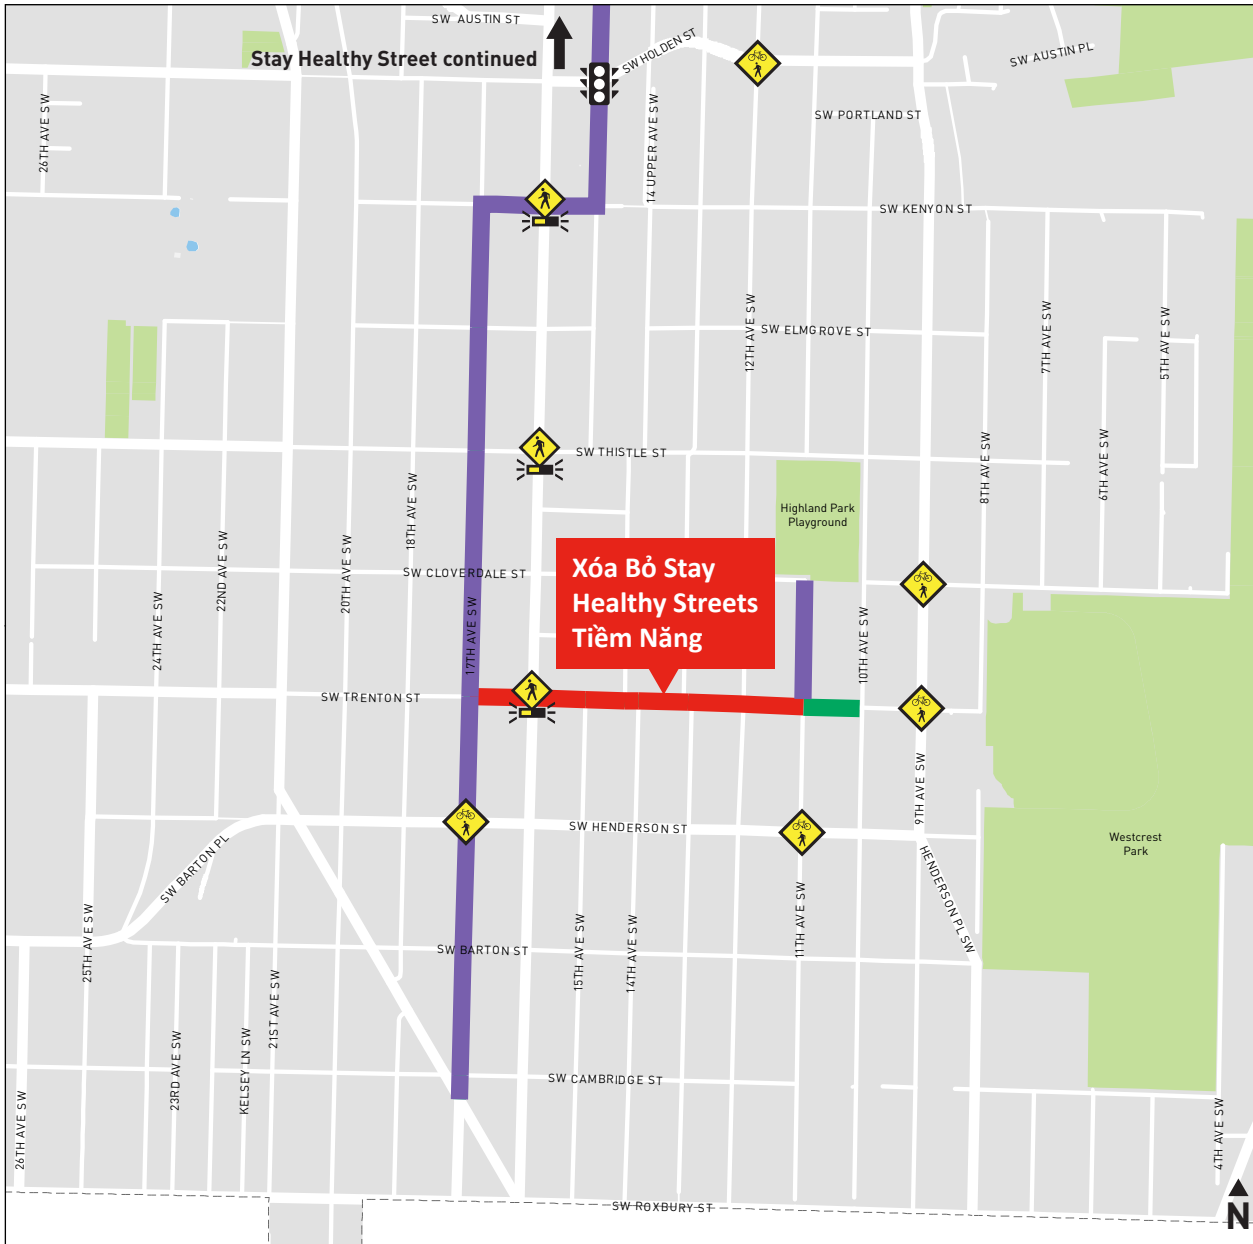 SW AUSTIN ST
Stay Healthy Street continued
SW HOLDEN ST
SW AUSTIN PL
26TH AVE SW
14 UPPER AVE SW
SW PORTLAND ST
SW KENYON ST
12TH AVE SW
SW ELMGROVE ST
7TH AVE SW
5TH AVE SW
SW THISTLE ST
18TH AVE SW
8TH AVE SW
6TH AVE SW
Highland Park
Playground
22ND AVE SW
20TH AVE SW
SW CLOVERDALE ST
Xóa Bỏ Stay
Healthy Streets
Tiềm Năng
24TH AVE SW
17TH AVE SW
10TH AVE SW
SW TRENTON ST
9TH AVE SW
SW HENDERSON ST
SW BARTON PL
Westcrest
Park
HENDERSON PL SW
25TH AVE SW
SW BARTON ST
15TH AVE SW
14TH AVE SW
11TH AVE SW
21ST AVE SW
23RD AVE SW
KELSEY LN SW
SW CAMBRIDGE ST
26TH AVE SW
4TH AVE SW
SW ROXBURY ST
N